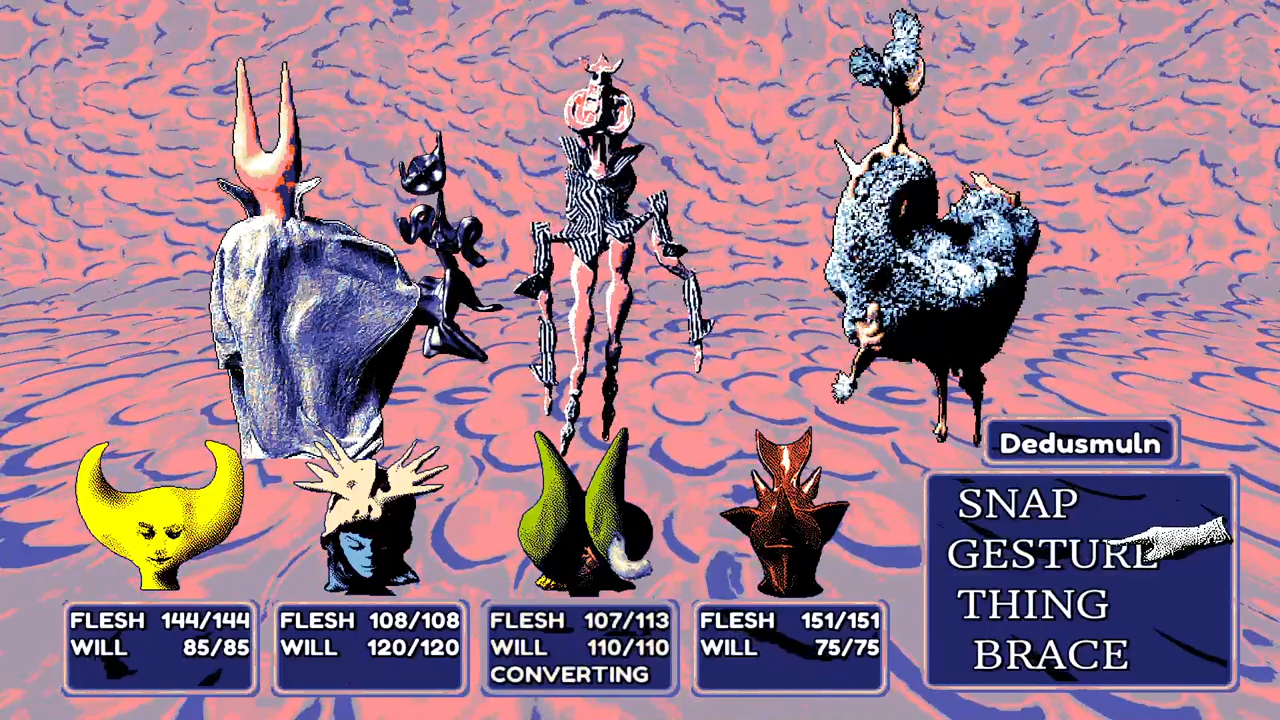 Dedusmuln
SNAP
GESTURE
THING
BRACE
FLESH 144/144
WILL 85/85
FLESH 108/108
WILL 120/120
FLESH 107/113
WILL 110/110
CONVERTING
FLESH 151/151
WILL 75/75